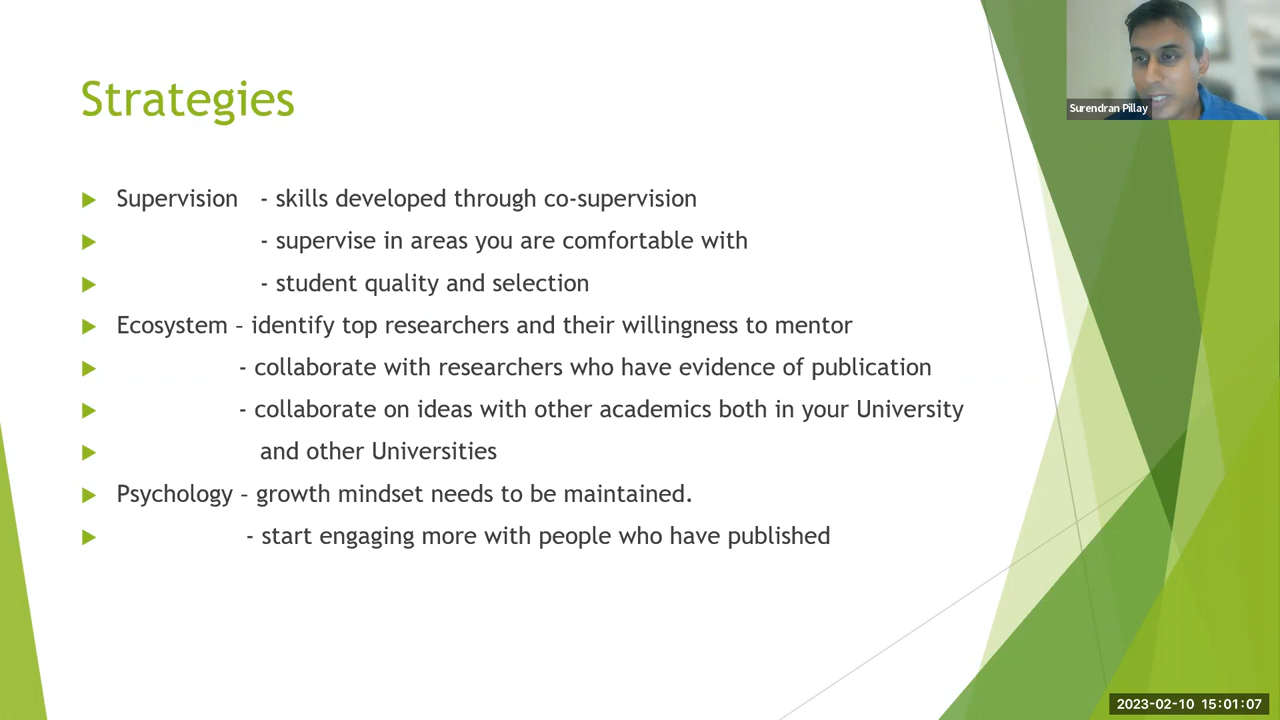 Strategies
Surendran Pillay
Supervision - skills developed through co-supervision
- supervise in areas you are comfortable with
- student quality and selection
Ecosystem – identify top researchers and their willingness to mentor
- collaborate with researchers who have evidence of publication
- collaborate on ideas with other academics both in your University
and other Universities
Psychology – growth mindset needs to be maintained.
- start engaging more with people who have published
2023-02-10 15:01:07